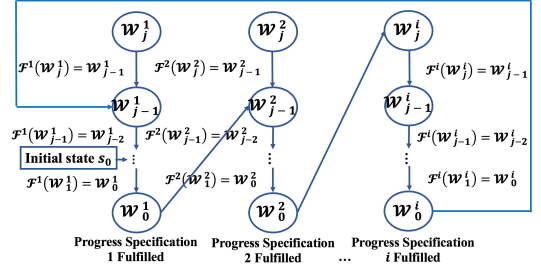 𝒲^1_j 𝒲^2_j 𝒲^i_j
ℱ^1(𝒲^1_j) = 𝒲^1_{j−1} ℱ^2(𝒲^2_j) = 𝒲^2_{j−1} ℱ^i(𝒲^i_j) = 𝒲^i_{j−1}
𝒲^1_{j−1} 𝒲^2_{j−1} 𝒲^i_{j−1}
ℱ^1(𝒲^1_{j−1}) = 𝒲^1_{j−2} ℱ^2(𝒲^2_{j−1}) = 𝒲^2_{j−2} ℱ^i(𝒲^i_{j−1}) = 𝒲^i_{j−2}
Initial state s_0 ⋮ ⋮ ⋮
ℱ^1(𝒲^1_1) = 𝒲^1_0 ℱ^2(𝒲^2_1) = 𝒲^2_0 ℱ^i(𝒲^i_1) = 𝒲^i_0
𝒲^1_0 𝒲^2_0 𝒲^i_0
Progress Specification Progress Specification Progress Specification
1 Fulfilled 2 Fulfilled ... i Fulfilled